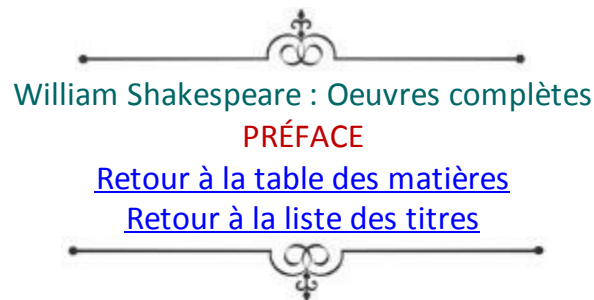 William Shakespeare : Oeuvres complètes
PRÉFACE
Retour à la table des matières
Retour à la liste des titres